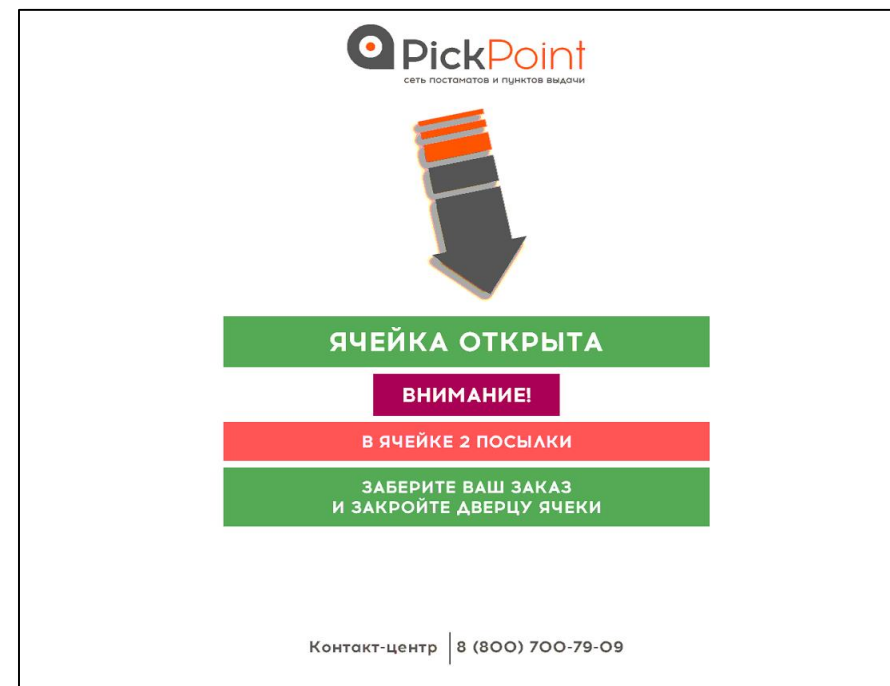 PickPoint
сеть постаматов и пунктов выдачи
ЯЧЕЙКА ОТКРЫТА
ВНИМАНИЕ!
В ЯЧЕЙКЕ 2 ПОСЫЛКИ
ЗАБЕРИТЕ ВАШ ЗАКАЗ
И ЗАКРОЙТЕ ДВЕРЦУ ЯЧЕКИ
Контакт-центр 8 (800) 700-79-09